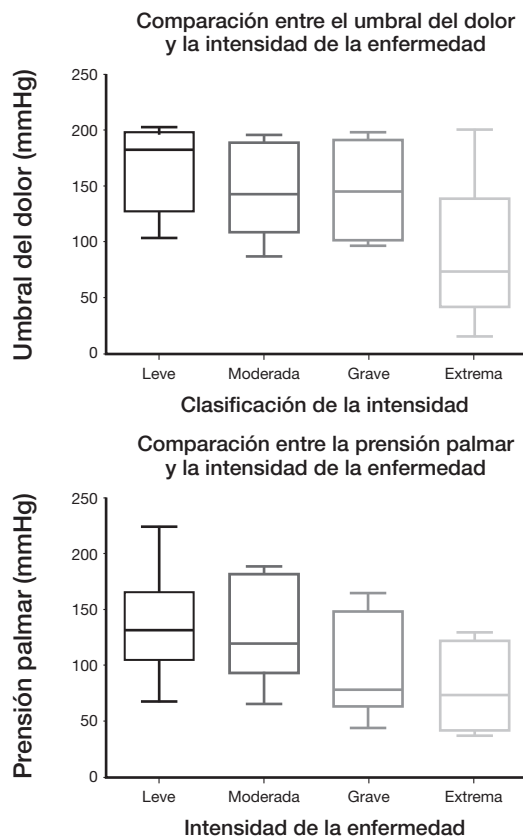 Comparación entre el umbral del dolor
y la intensidad de la enfermedad
Umbral del dolor (mmHg)
250
200
150
100
50
0
Leve
Moderada
Grave
Extrema
Clasificación de la intensidad
Comparación entre la prensión palmar
y la intensidad de la enfermedad
Prensión palmar (mmHg)
250
200
150
100
50
0
Leve
Moderada
Grave
Extrema
Intensidad de la enfermedad